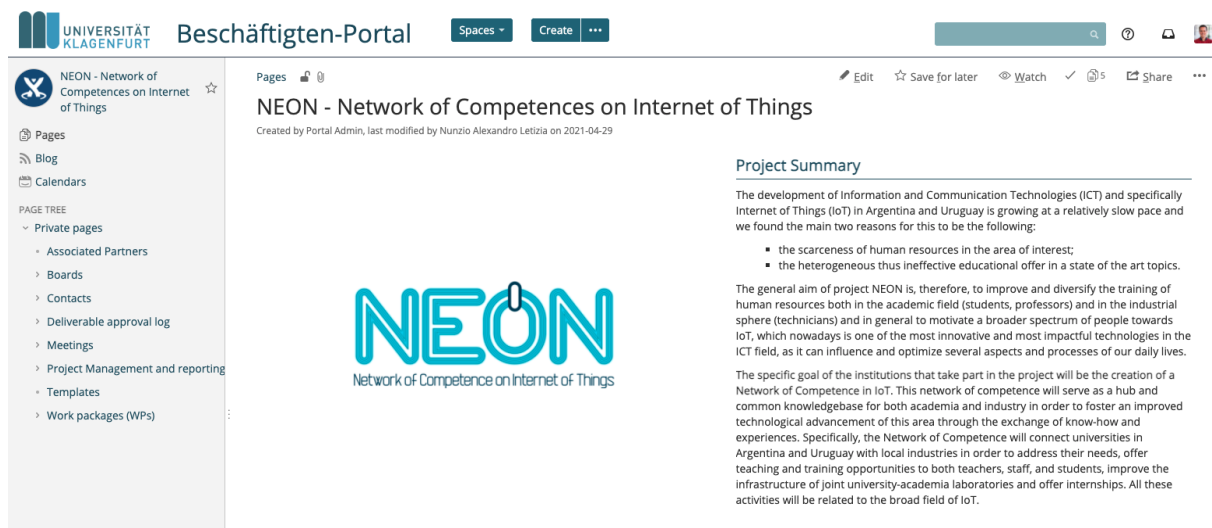 UNIVERSITÄT
KLAGENFURT
Beschäftigten-Portal
Spaces
Create
NEON - Network of
Competences on Internet
of Things
Pages
Blog
Calendars
PAGE TREE
Private pages
Associated Partners
Boards
Contacts
Deliverable approval log
Meetings
Project Management and reporting
Templates
Work packages (WPs)
Pages
Edit
Save for later
Watch
5
Share
NEON - Network of Competences on Internet of Things
Created by Portal Admin, last modified by Nunzio Alexandro Letizia on 2021-04-29
NEON
Network of Competence on Internet of Things
Project Summary
The development of Information and Communication Technologies (ICT) and specifically
Internet of Things (IoT) in Argentina and Uruguay is growing at a relatively slow pace and
we found the main two reasons for this to be the following:
the scarceness of human resources in the area of interest;
the heterogeneous thus ineffective educational offer in a state of the art topics.
The general aim of project NEON is, therefore, to improve and diversify the training of
human resources both in the academic field (students, professors) and in the industrial
sphere (technicians) and in general to motivate a broader spectrum of people towards
IoT, which nowadays is one of the most innovative and most impactful technologies in the
ICT field, as it can influence and optimize several aspects and processes of our daily lives.
The specific goal of the institutions that take part in the project will be the creation of a
Network of Competence in IoT. This network of competence will serve as a hub and
common knowledgebase for both academia and industry in order to foster an improved
technological advancement of this area through the exchange of know-how and
experiences. Specifically, the Network of Competence will connect universities in
Argentina and Uruguay with local industries in order to address their needs, offer
teaching and training opportunities to both teachers, staff, and students, improve the
infrastructure of joint university-academia laboratories and offer internships. All these
activities will be related to the broad field of IoT.